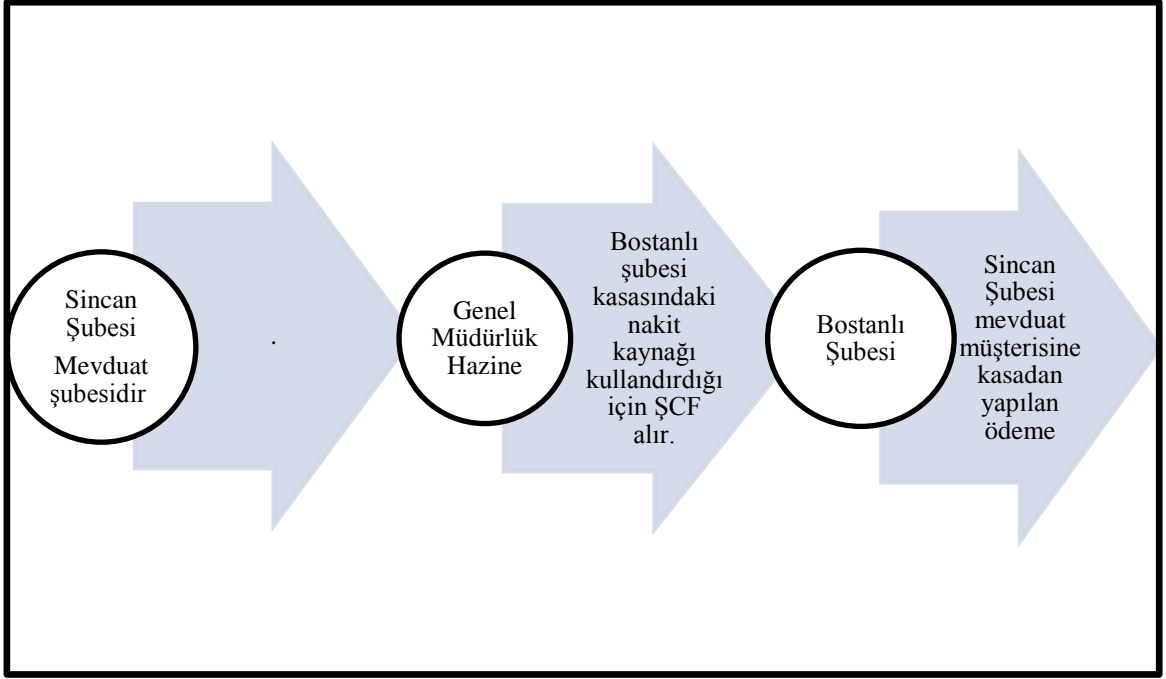 Sincan
Şubesi
Mevduat
şubesidir
.
Genel
Müdürlük
Hazine
Bostanlı
şubesi
kasasındaki
nakit
kaynağı
kullandırdığı
için ŞCF
alır.
Bostanlı
Şubesi
Sincan
Şubesi
mevduat
müşterisine
kasadan
yapılan
ödeme